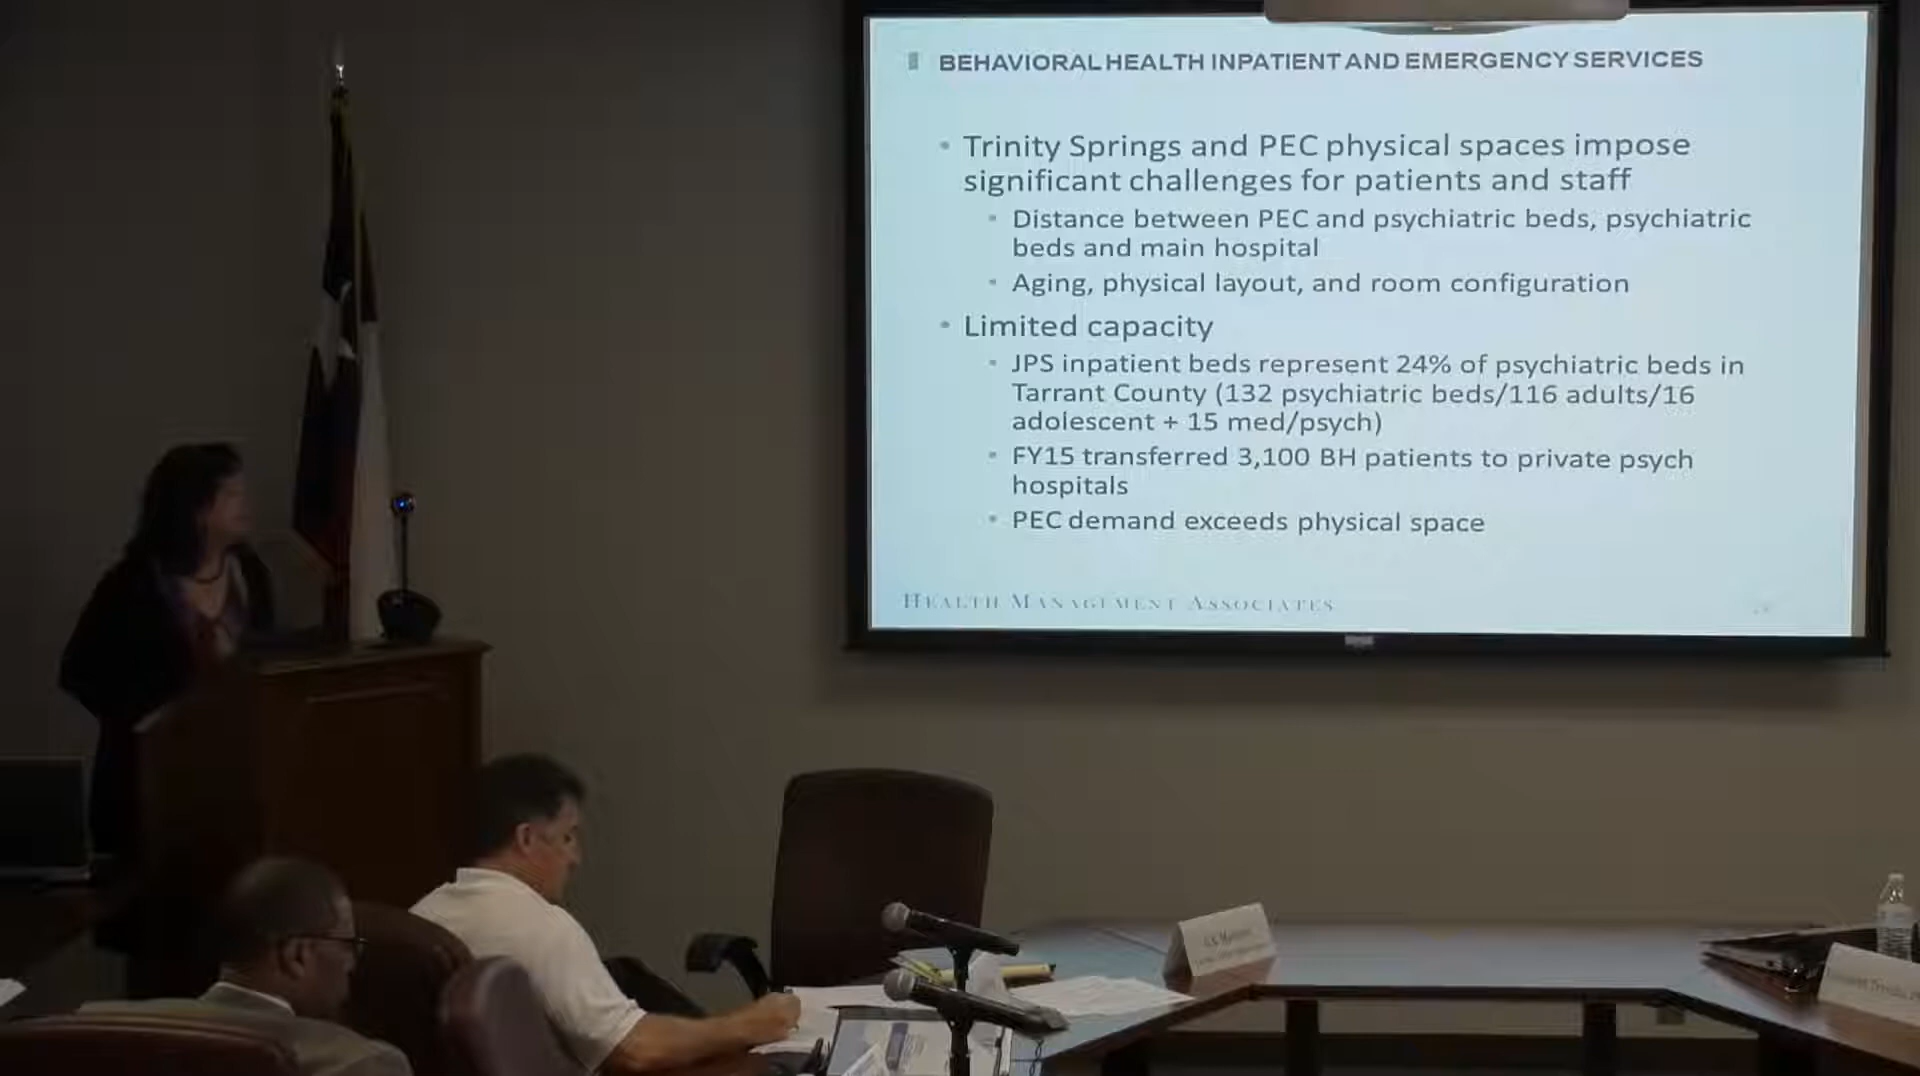 BEHAVIORAL HEALTH INPATIENT AND EMERGENCY SERVICES
• Trinity Springs and PEC physical spaces impose
significant challenges for patients and staff
• Distance between PEC and psychiatric beds, psychiatric
beds and main hospital
• Aging, physical layout, and room configuration
• Limited capacity
• JPS inpatient beds represent 24% of psychiatric beds in
Tarrant County (132 psychiatric beds/116 adults/16
adolescent + 15 med/psych)
• FY15 transferred 3,100 BH patients to private psych
hospitals
• PEC demand exceeds physical space
HEALTH MANAGEMENT ASSOCIATES